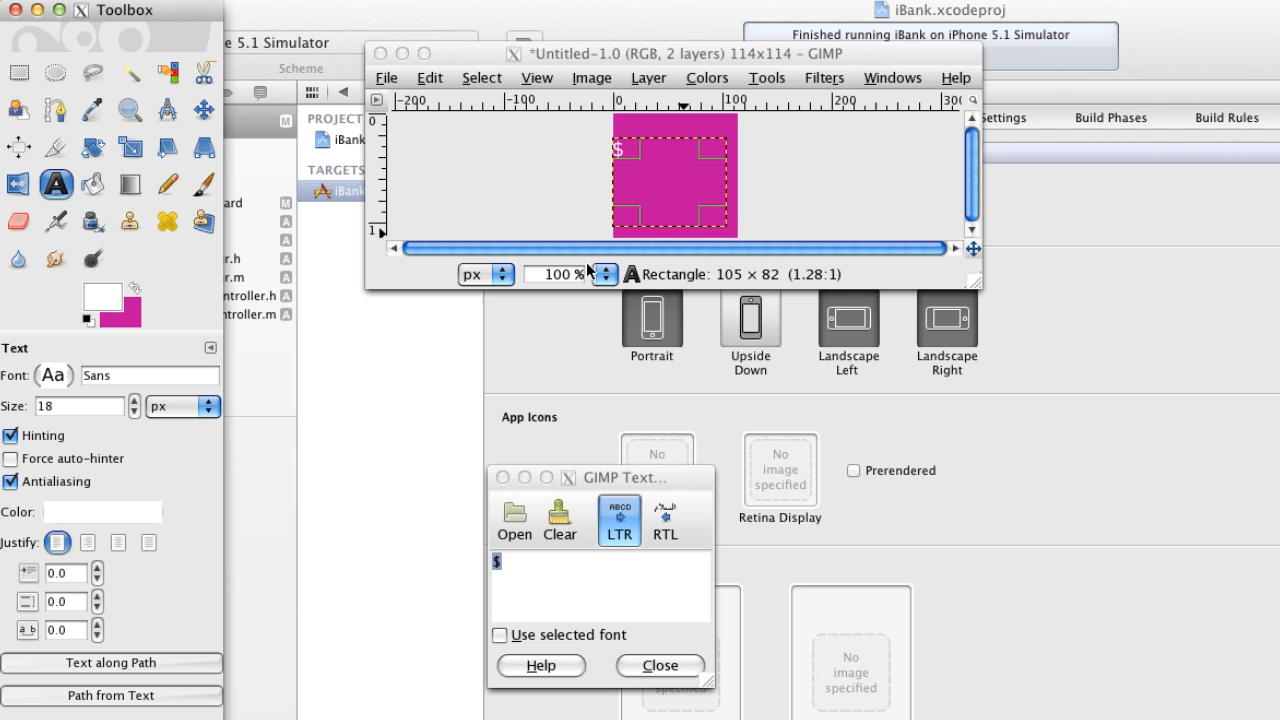 Toolbox
iBank.xcodeproj
e 5.1 Simulator
Finished running iBank on iPhone 5.1 Simulator
Scheme
*Untitled-1.0 (RGB, 2 layers) 114x114 – GIMP
File Edit Select View Image Layer Colors Tools Filters Windows Help
-200 -100 0 100 200 300
0
1
$
px 100 % A Rectangle: 105 × 82 (1.28:1)
PROJECT
iBank
TARGETS
iBank
Settings Build Phases Build Rules
M
ard M
A
A
r.h A
r.m A
ntroller.h A
ntroller.m A
A
Text
Font: Aa Sans
Size: 18 px
Hinting
Force auto-hinter
Antialiasing
Color:
Justify:
0.0
0.0
a b 0.0
Text along Path
Path from Text
Portrait
Upside Down
Landscape Left
Landscape Right
App Icons
No
No image specified
Prerendered
Retina Display
GIMP Text...
Open Clear ABCD LTR RTL
$
Use selected font
Help Close
specified
No image specified